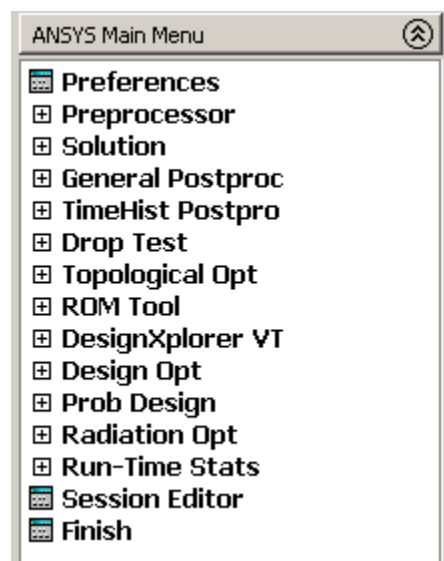 ANSYS Main Menu
Preferences
Preprocessor
Solution
General Postproc
TimeHist Postpro
Drop Test
Topological Opt
ROM Tool
DesignXplorer VT
Design Opt
Prob Design
Radiation Opt
Run-Time Stats
Session Editor
Finish